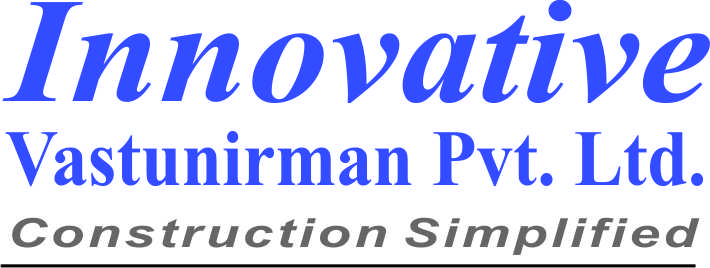 Innovative
Vastunirman Pvt. Ltd.
Construction Simplified